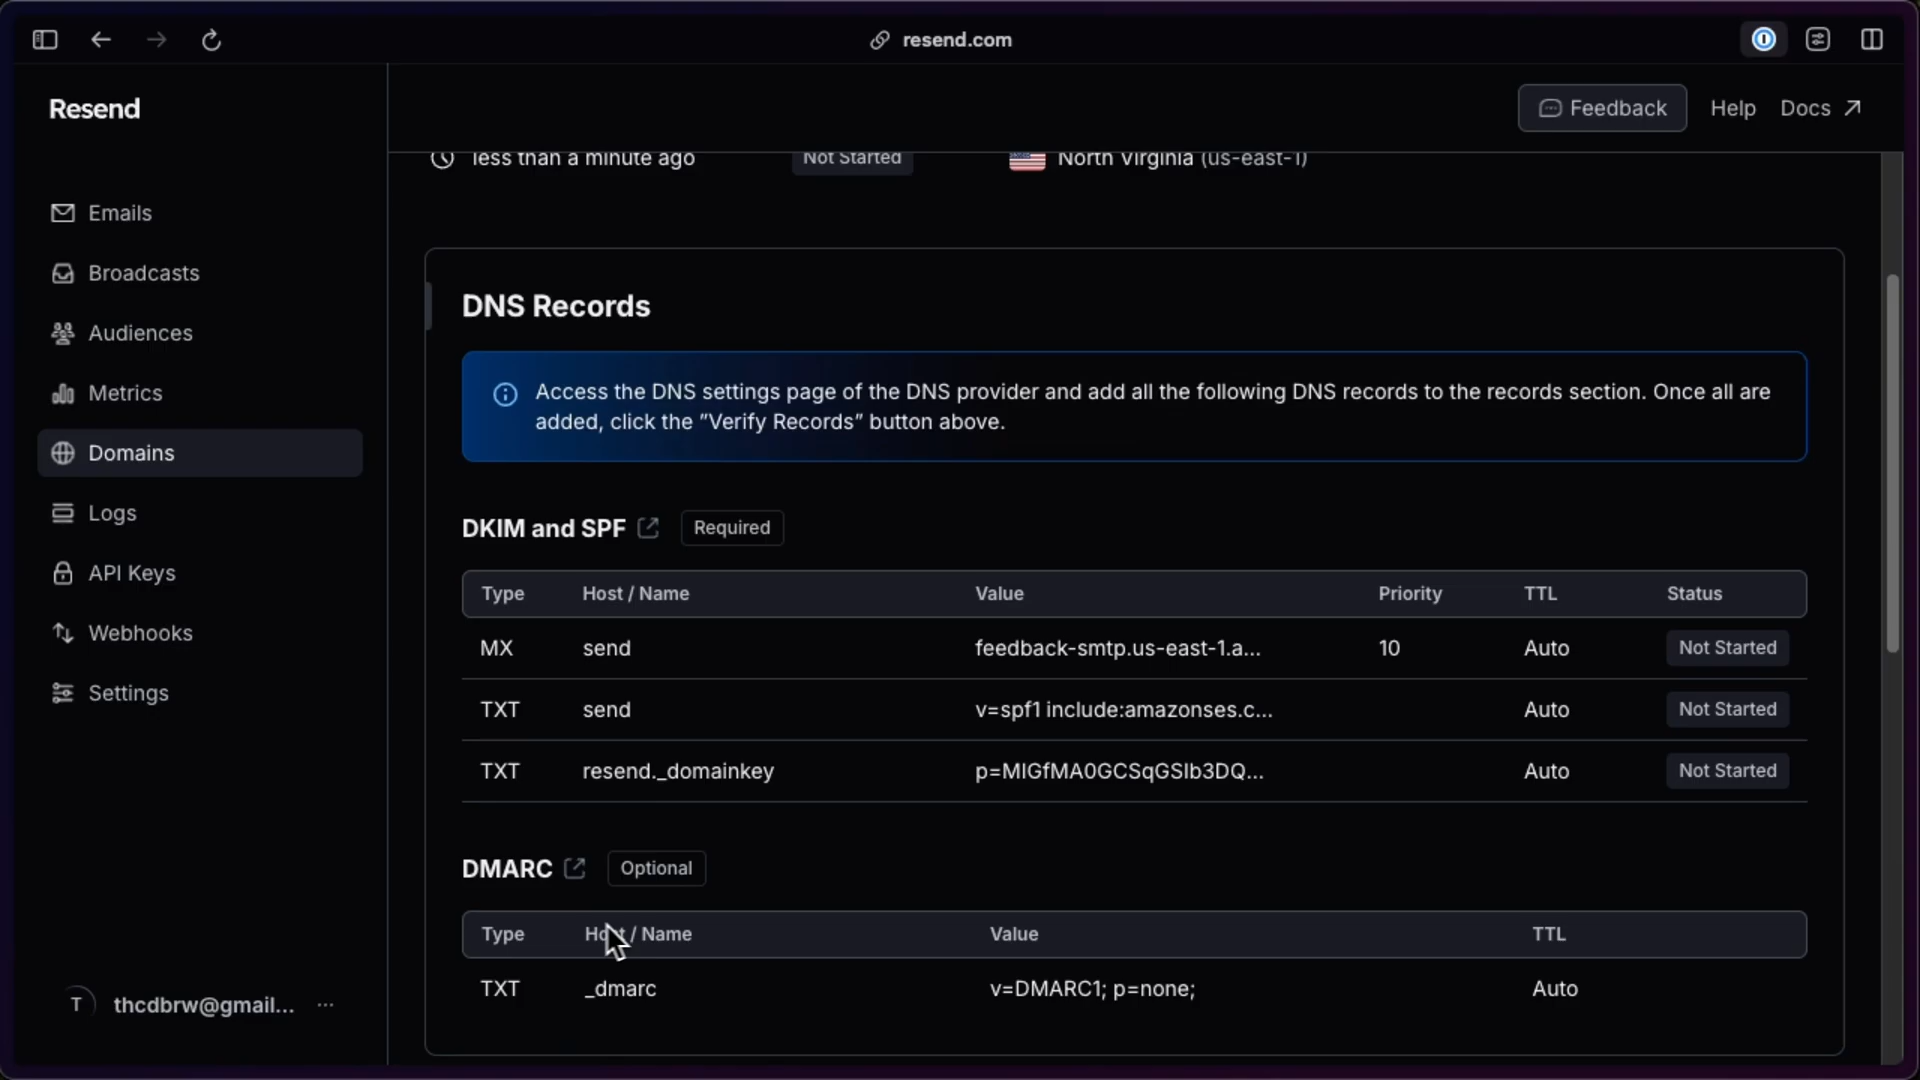 resend.com
Resend
Feedback
Help
Docs
less than a minute ago
Not Started
North Virginia (us-east-1)
Emails
Broadcasts
Audiences
Metrics
Domains
Logs
API Keys
Webhooks
Settings
T
thcdbrw@gmail...
DNS Records
Access the DNS settings page of the DNS provider and add all the following DNS records to the records section. Once all are
added, click the ”Verify Records” button above.
DKIM and SPF
Required
Type Host / Name Value Priority TTL Status
MX send feedback-smtp.us-east-1.a... 10 Auto Not Started
TXT send v=spf1 include:amazonses.c... Auto Not Started
TXT resend._domainkey p=MIGfMA0GCSqGSIb3DQ... Auto Not Started
DMARC
Optional
Type Host / Name Value TTL
TXT _dmarc v=DMARC1; p=none; Auto